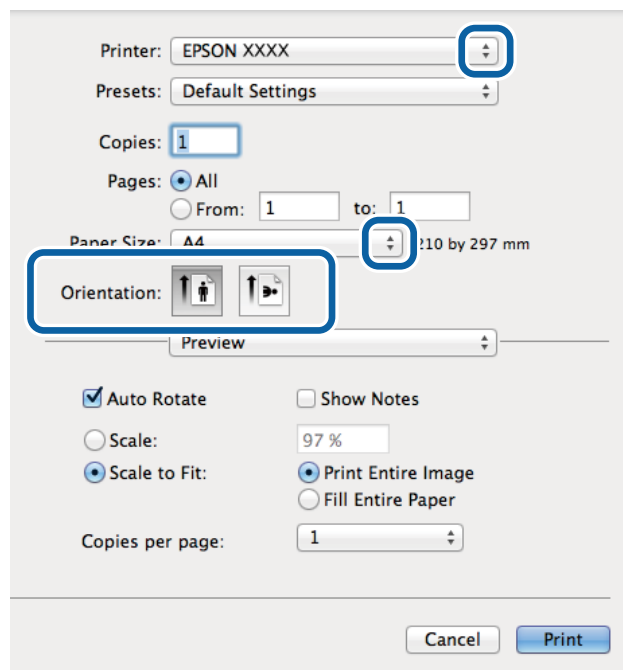 Printer: EPSON XXXX
Presets: Default Settings
Copies: 1
Pages: All
From: 1 to: 1
Paper Size: A4 210 by 297 mm
Orientation:
Preview
Auto Rotate Show Notes
Scale: 97 %
Scale to Fit: Print Entire Image
Fill Entire Paper
Copies per page: 1
Cancel Print